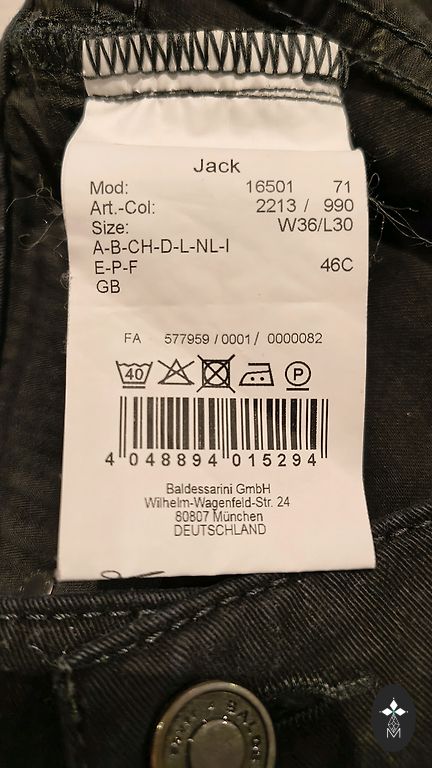 Jack
Mod: 16501 71
Art.-Col: 2213 / 990
Size: W36/L30
A-B-CH-D-L-NL-I
E-P-F 46C
GB
FA 577959 / 0001 / 0000082
40 P
4 048894 015294
Baldessarini GmbH
Wilhelm-Wagenfeld-Str. 24
80807 München
DEUTSCHLAND
M